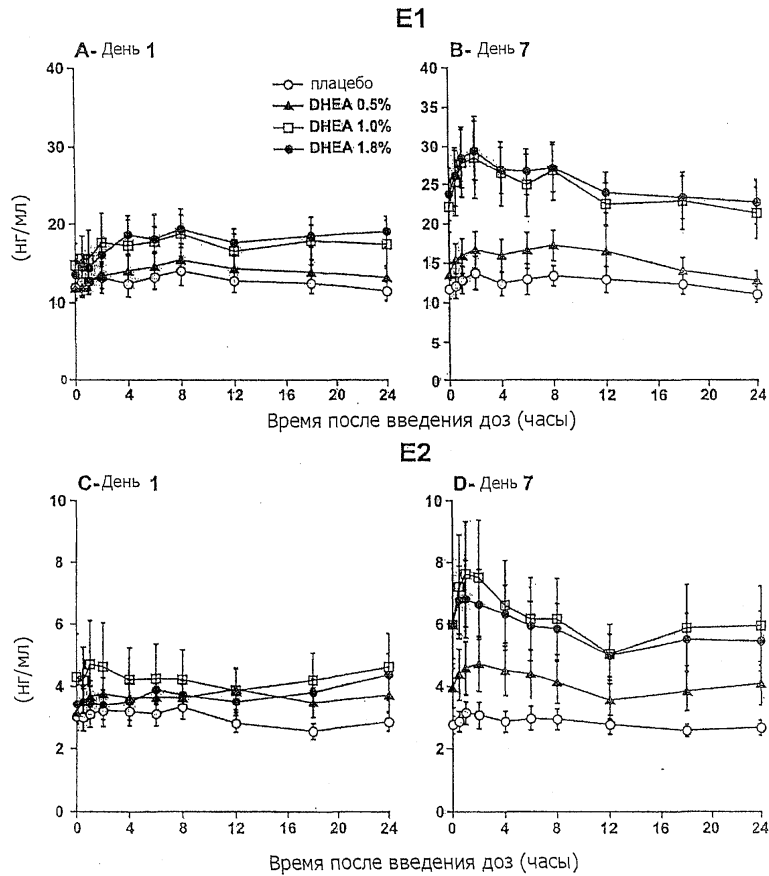 E1
A- День 1
B- День 7
плацебо
DHEA 0.5%
DHEA 1.0%
DHEA 1.8%
(нг/мл)
40
30
20
10
0
40
35
30
25
20
15
10
5
0
0 4 8 12 16 20 24
0 4 8 12 16 20 24
Время после введения доз (часы)
E2
C-День 1
D- День 7
(нг/мл)
10
8
6
4
2
0
10
8
6
4
2
0
0 4 8 12 16 20 24
0 4 8 12 16 20 24
Время после введения доз (часы)